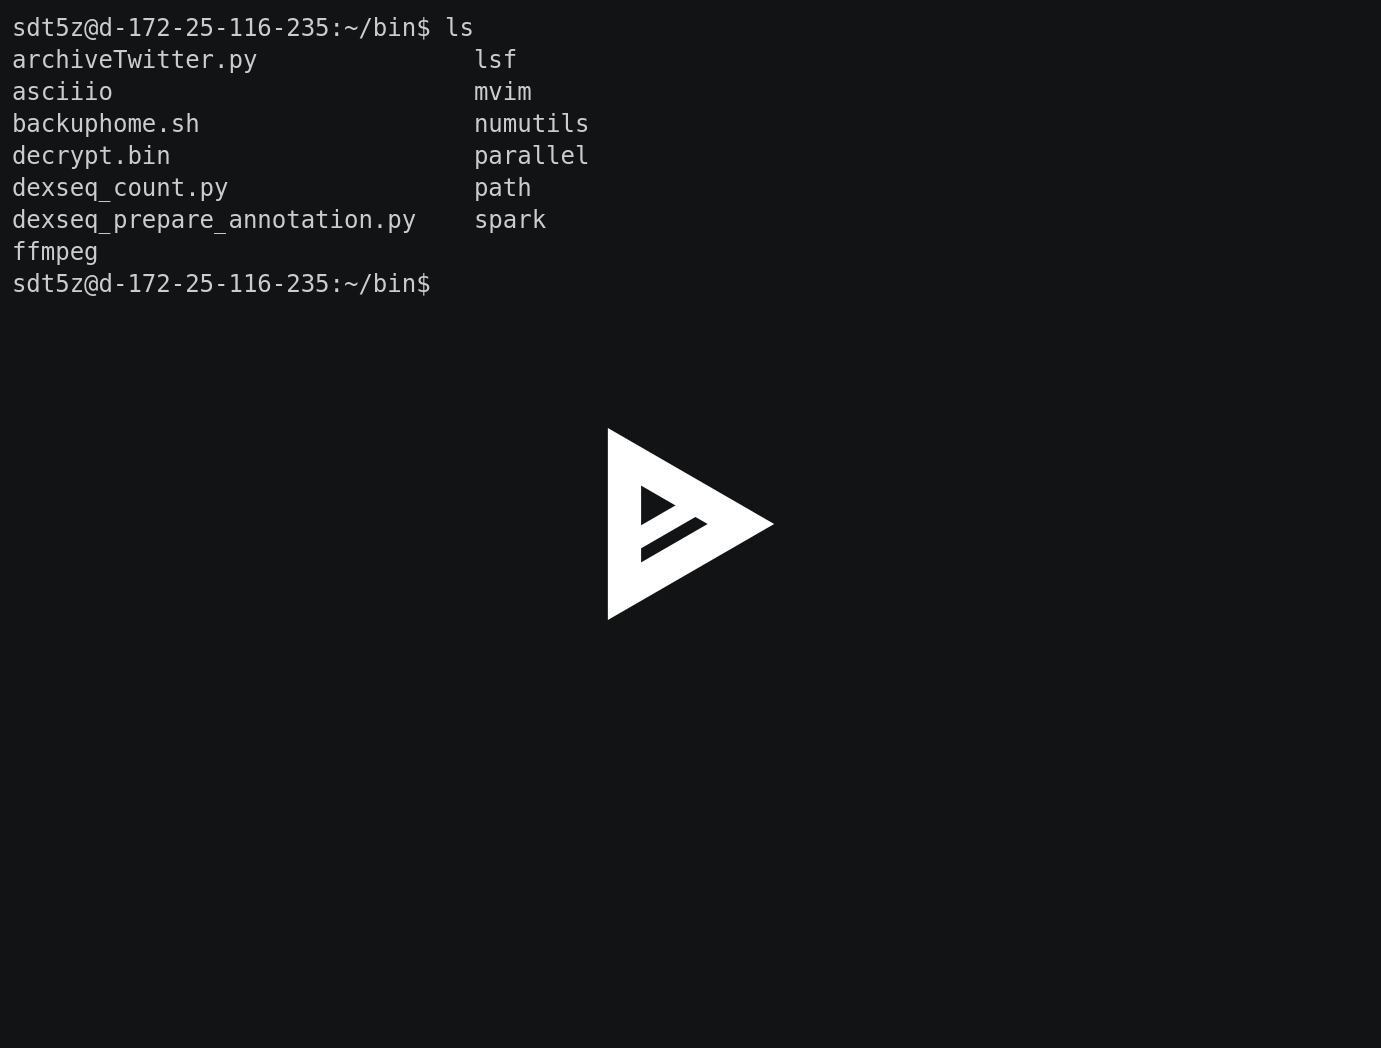 sdt5z@d-172-25-116-235:~/bin$ ls
archiveTwitter.py               lsf
asciiio                         mvim
backuphome.sh                   numutils
decrypt.bin                     parallel
dexseq_count.py                 path
dexseq_prepare_annotation.py    spark
ffmpeg
sdt5z@d-172-25-116-235:~/bin$